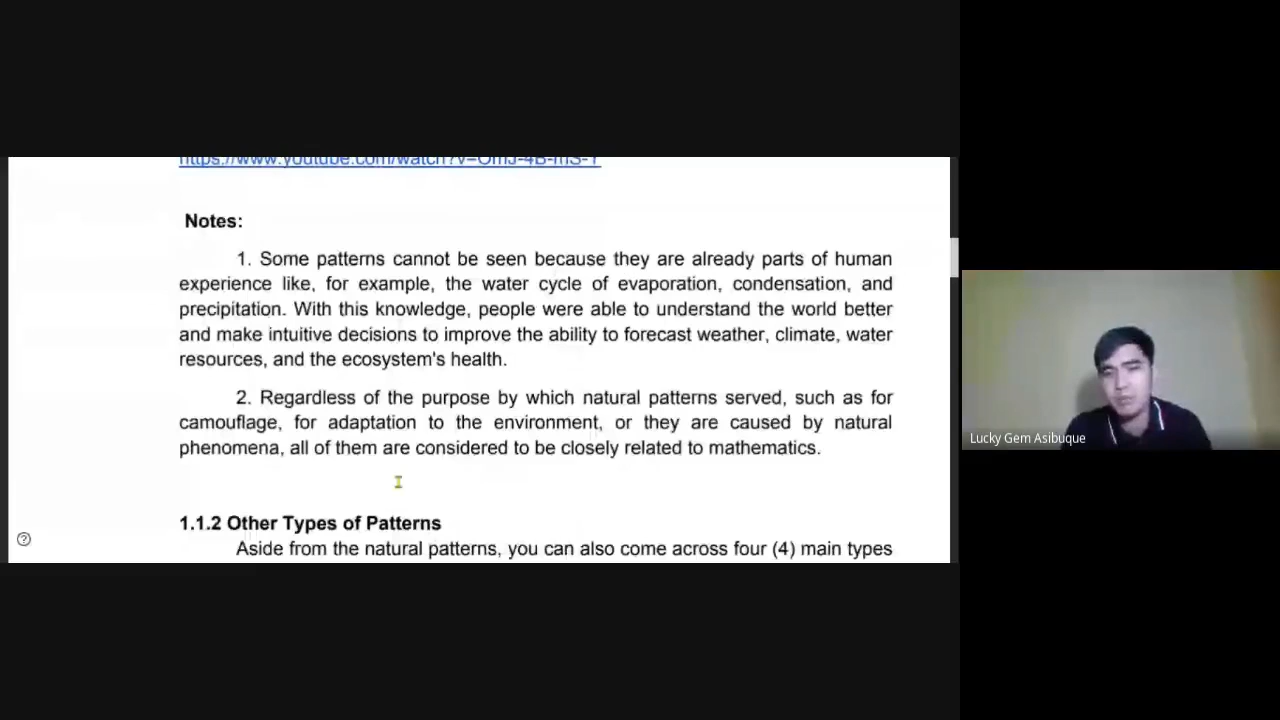 Notes:
1. Some patterns cannot be seen because they are already parts of human
experience like, for example, the water cycle of evaporation, condensation, and
precipitation. With this knowledge, people were able to understand the world better
and make intuitive decisions to improve the ability to forecast weather, climate, water
resources, and the ecosystem's health.
2. Regardless of the purpose by which natural patterns served, such as for
camouflage, for adaptation to the environment, or they are caused by natural
phenomena, all of them are considered to be closely related to mathematics.
Lucky Gem Asibuque
1.1.2 Other Types of Patterns
Aside from the natural patterns, you can also come across four (4) main types